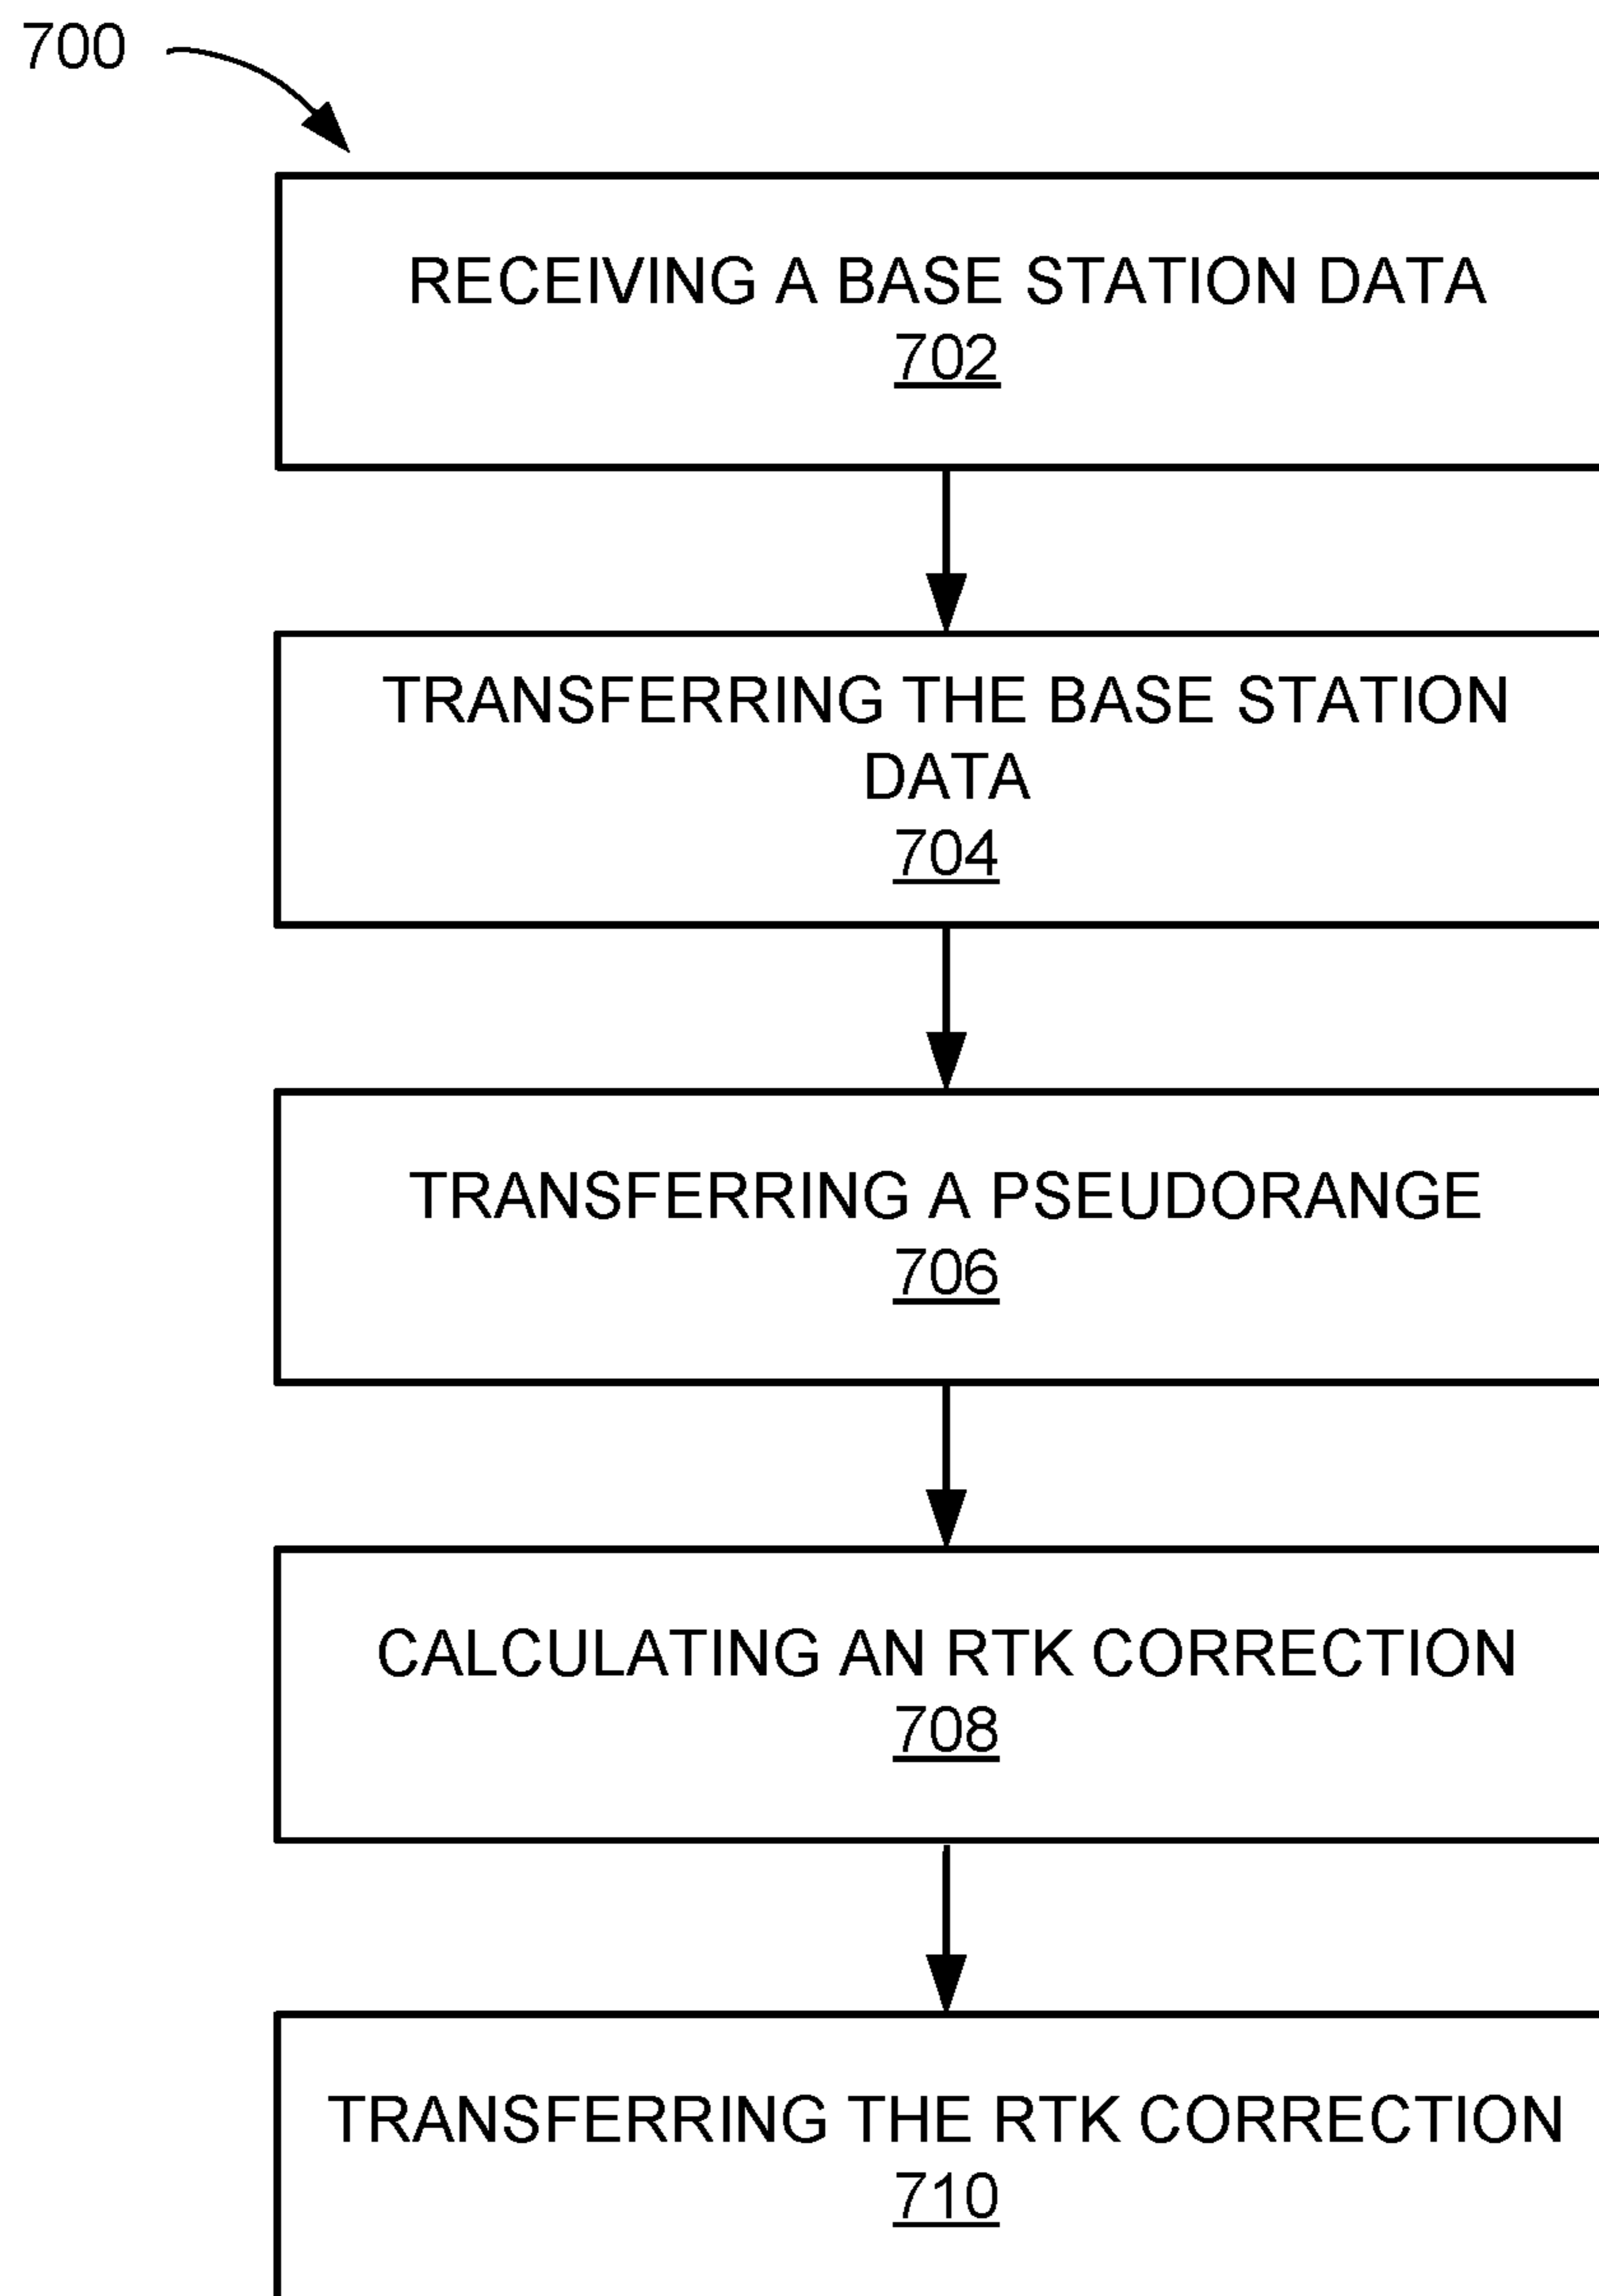 700
RECEIVING A BASE STATION DATA
702
TRANSFERRING THE BASE STATION
DATA
704
TRANSFERRING A PSEUDORANGE
706
CALCULATING AN RTK CORRECTION
708
TRANSFERRING THE RTK CORRECTION
710